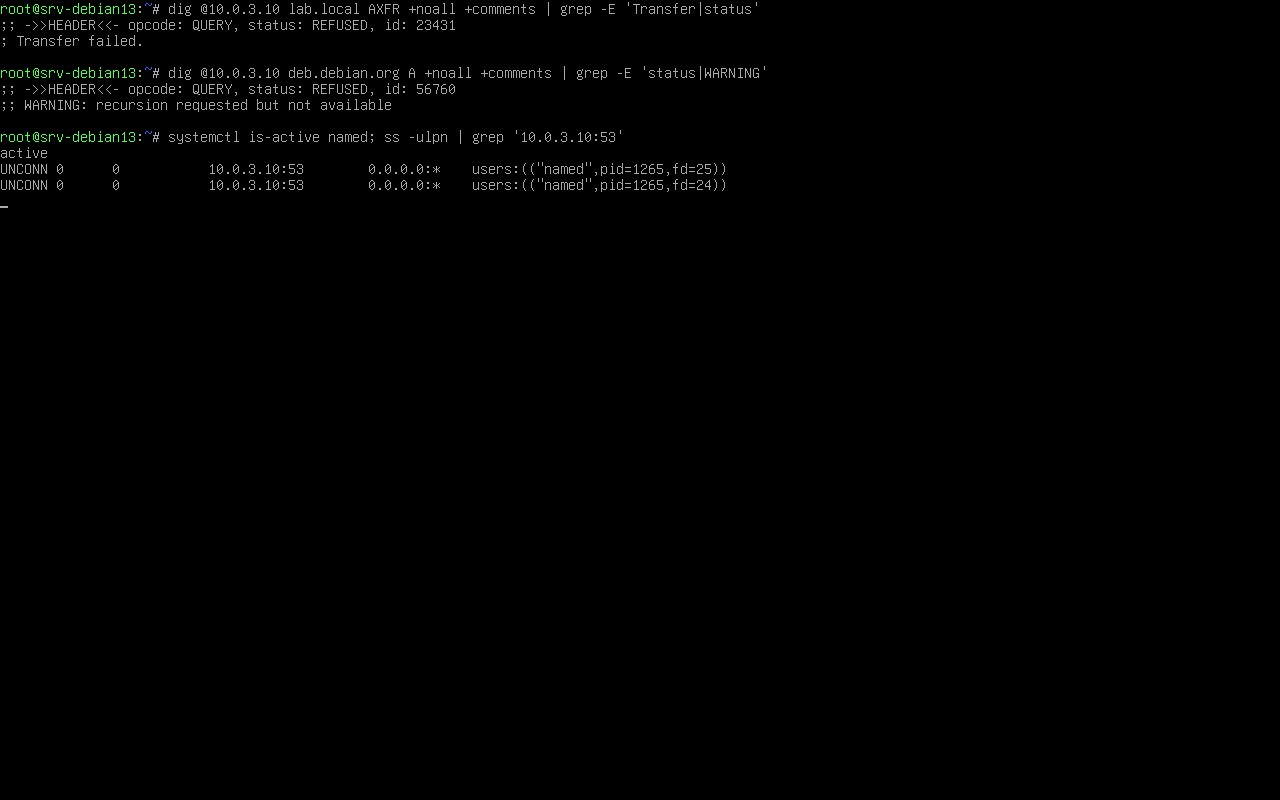 root@srv-debian13:~# dig @10.0.3.10 lab.local AXFR +noall +comments | grep -E 'Transfer|status'
;; ->>HEADER<<- opcode: QUERY, status: REFUSED, id: 23431
; Transfer failed.
root@srv-debian13:~# dig @10.0.3.10 deb.debian.org A +noall +comments | grep -E 'status|WARNING'
;; ->>HEADER<<- opcode: QUERY, status: REFUSED, id: 56760
;; WARNING: recursion requested but not available
root@srv-debian13:~# systemctl is-active named; ss -ulpn | grep '10.0.3.10:53'
active
UNCONN 0      0           10.0.3.10:53        0.0.0.0:*    users:(("named",pid=1265,fd=25))
UNCONN 0      0           10.0.3.10:53        0.0.0.0:*    users:(("named",pid=1265,fd=24))